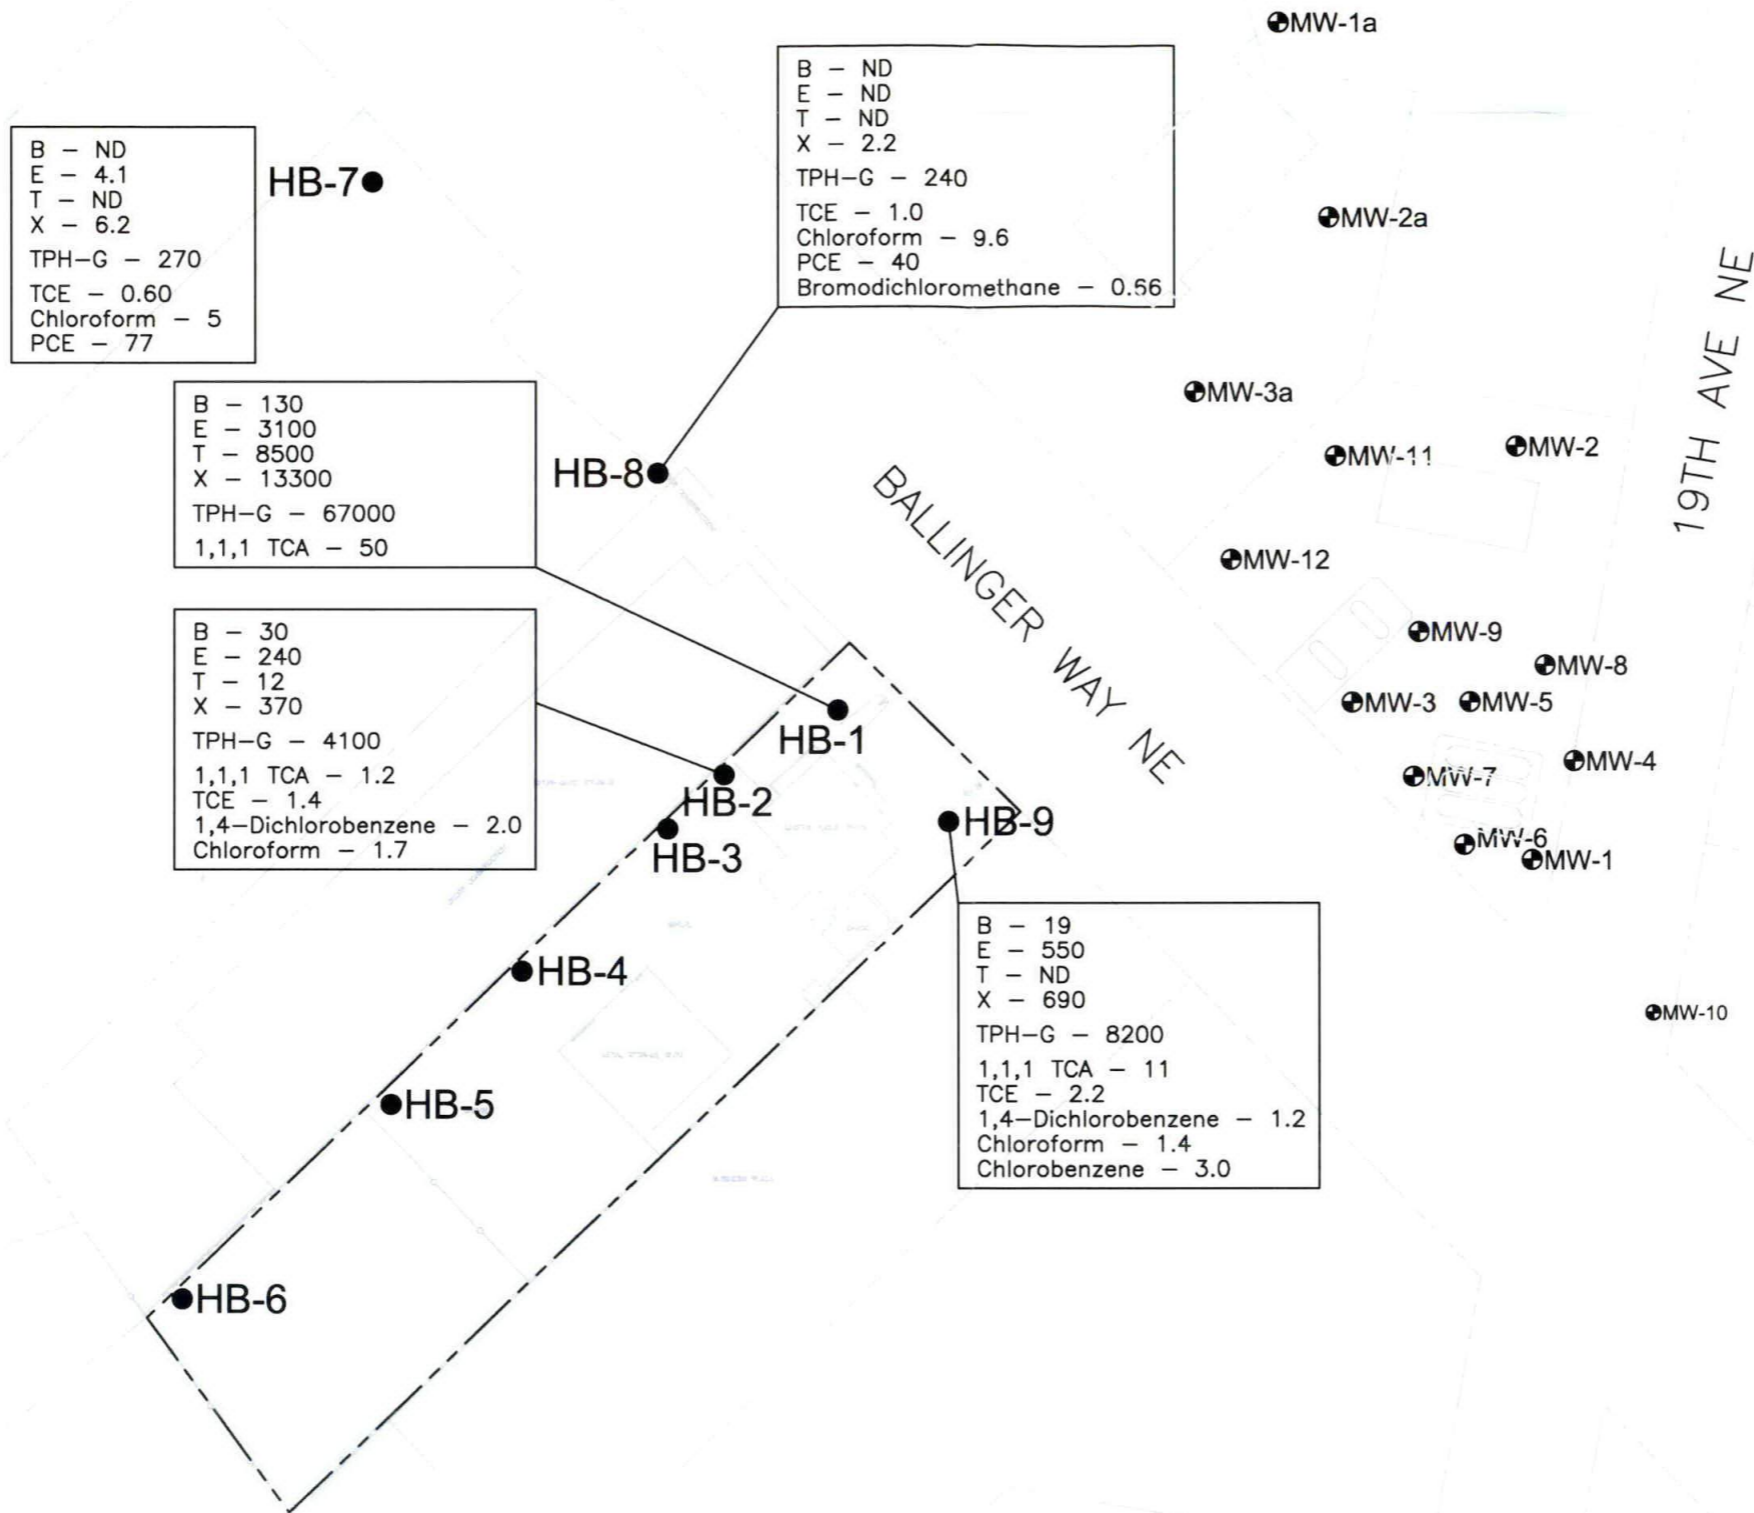 MW-1a
B - ND
E - ND
T - ND
X - 2.2
TPH-G - 240
TCE - 1.0
Chloroform - 9.6
PCE - 40
Bromodichloromethane - 0.56
B - ND
E - 4.1
T - ND
X - 6.2
TPH-G - 270
TCE - 0.60
Chloroform - 5
PCE - 77
HB-7
MW-2a
19TH AVE NE
B - 130
E - 3100
T - 8500
X - 13300
TPH-G - 67000
1,1,1 TCA - 50
HB-8
MW-3a
MW-11
MW-2
BALLINGER WAY NE
MW-12
B - 30
E - 240
T - 12
X - 370
TPH-G - 4100
1,1,1 TCA - 1.2
TCE - 1.4
1,4-Dichlorobenzene - 2.0
Chloroform - 1.7
MW-9
MW-8
MW-3
MW-5
HB-1
MW-7
MW-4
HB-2
HB-9
HB-3
MW-6
MW-1
B - 19
E - 550
T - ND
X - 690
TPH-G - 8200
1,1,1 TCA - 11
TCE - 2.2
1,4-Dichlorobenzene - 1.2
Chloroform - 1.4
Chlorobenzene - 3.0
HB-4
MW-10
HB-5
HB-6